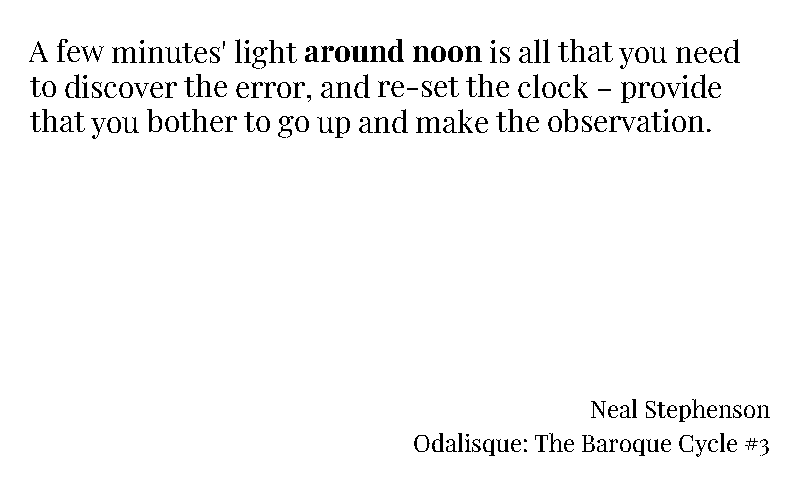 A few minutes' light around noon is all that you need
to discover the error, and re-set the clock – provide
that you bother to go up and make the observation.
Neal Stephenson
Odalisque: The Baroque Cycle #3